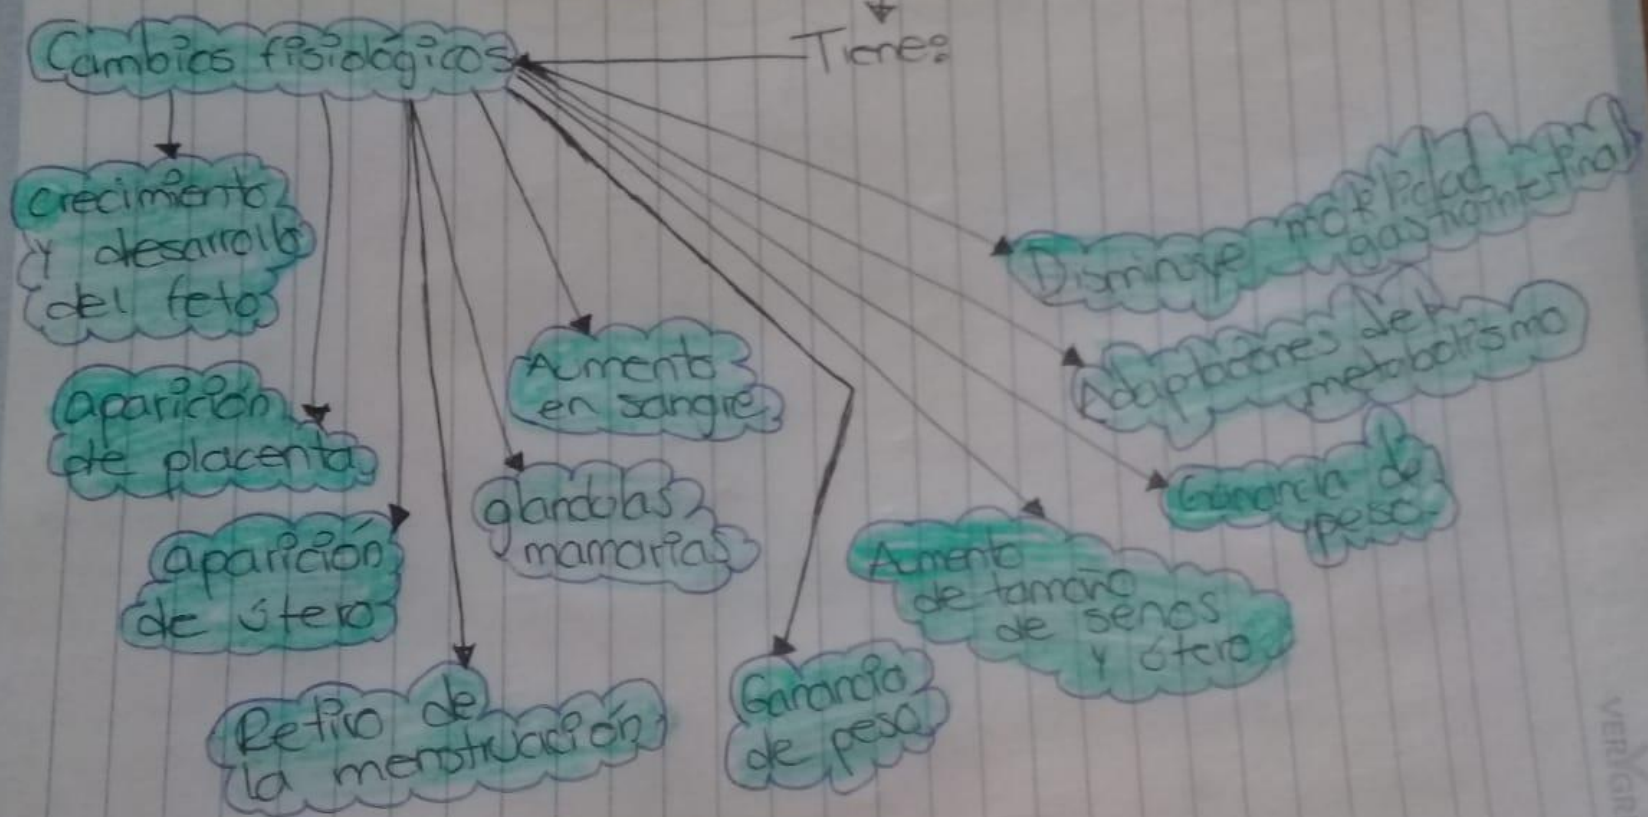 Tiene:
Cambios fisiológicos
crecimiento
y desarrollo
del feto
aparición
de placenta
aparición
de útero
Retiro de
la menstruación
glandulas
mamarias
Aumento
en sangre
Ganancia
de peso
Aumento
de tamaño
de senos
y útero
Ganancia de
peso
Adaptaciones del
metabolismo
Disminuye motilidad
gastrointestinal